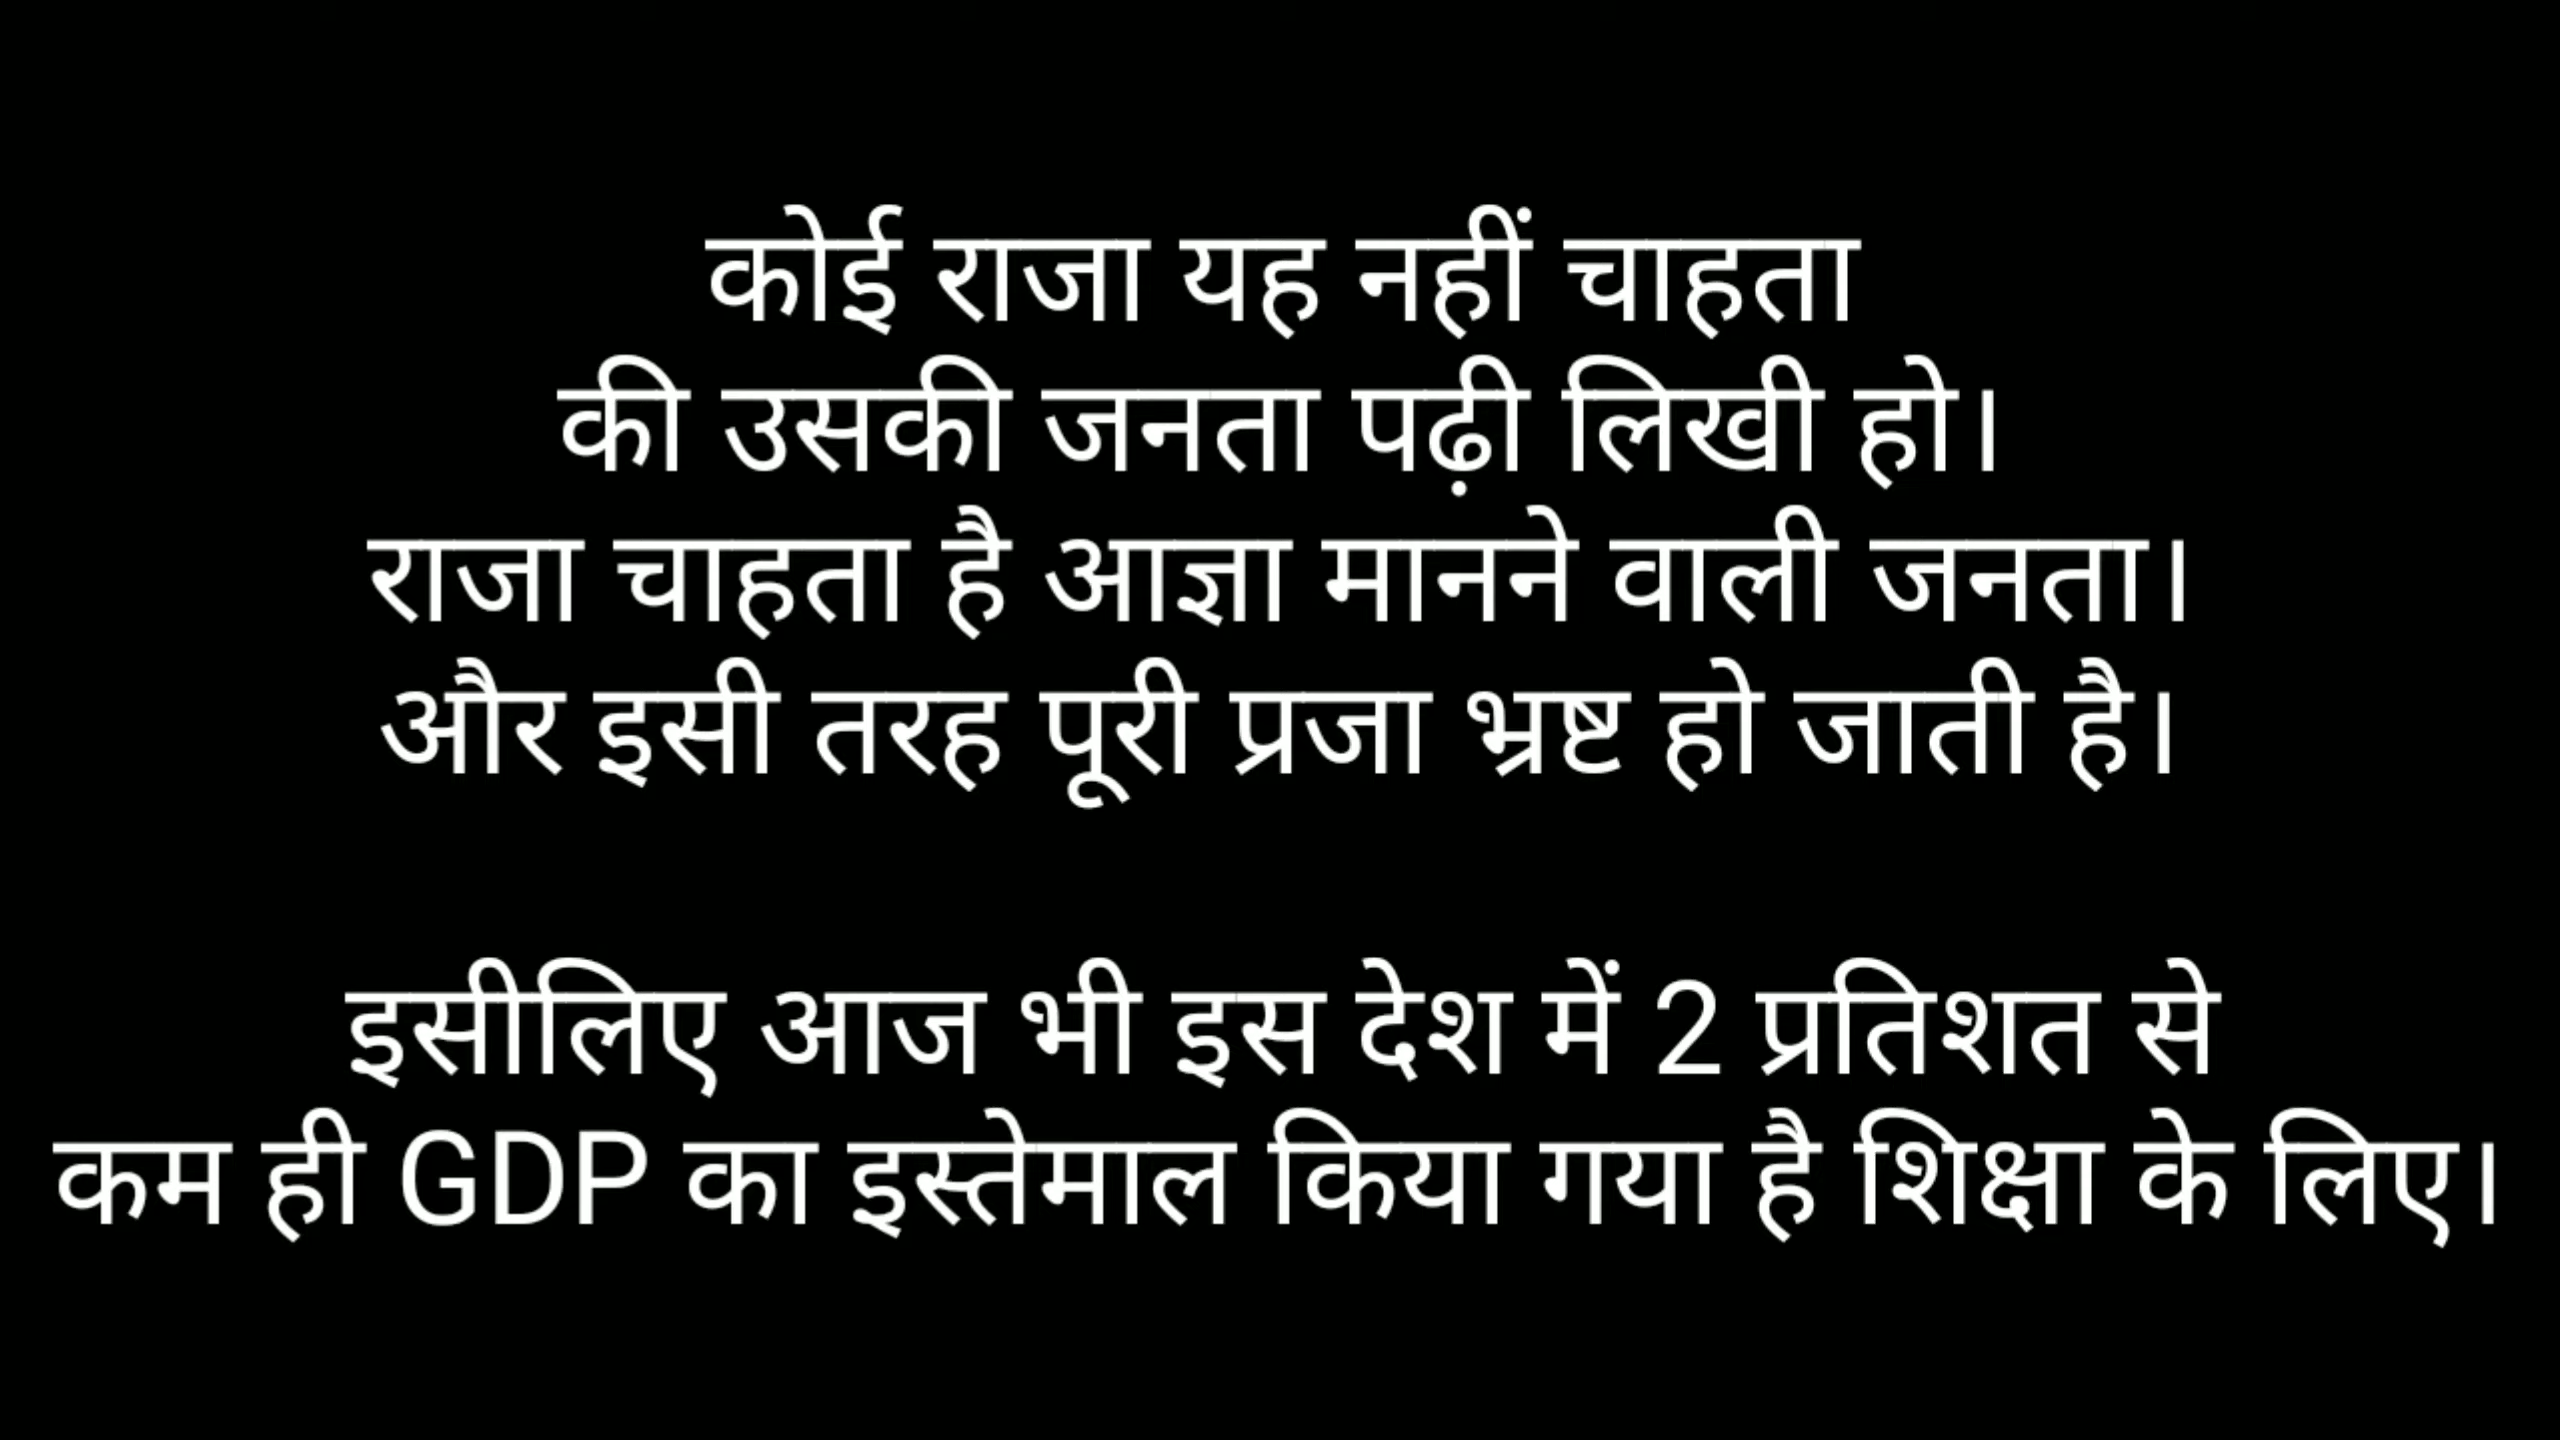 कोई राजा यह नहीं चाहता
की उसकी जनता पढ़ी लिखी हो।
राजा चाहता है आज्ञा मानने वाली जनता।
और इसी तरह पूरी प्रजा भ्रष्ट हो जाती है।
इसीलिए आज भी इस देश में 2 प्रतिशत से
कम ही GDP का इस्तेमाल किया गया है शिक्षा के लिए।